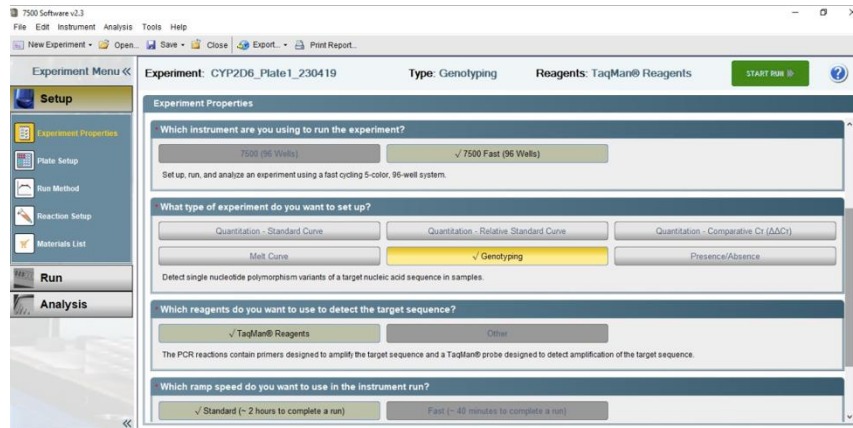 7500 Software v2.3
File Edit Instrument Analysis Tools Help
New Experiment Open... Save Close Export... Print Report...
Experiment Menu «
Experiment: CYP2D6_Plate1_230419 Type: Genotyping Reagents: TaqMan® Reagents START RUN
Setup
Experiment Properties
Plate Setup
Run Method
Reaction Setup
Materials List
Run
Analysis
«
Experiment Properties
* Which instrument are you using to run the experiment?
7500 (96 Wells) √ 7500 Fast (96 Wells)
Set up, run, and analyze an experiment using a fast cycling 5-color, 96-well system.
* What type of experiment do you want to set up?
Quantitation - Standard Curve Quantitation - Relative Standard Curve Quantitation - Comparative CT (ΔΔCT)
Melt Curve √ Genotyping Presence/Absence
Detect single nucleotide polymorphism variants of a target nucleic acid sequence in samples.
* Which reagents do you want to use to detect the target sequence?
√ TaqMan® Reagents Other
The PCR reactions contain primers designed to amplify the target sequence and a TaqMan® probe designed to detect amplification of the target sequence.
* Which ramp speed do you want to use in the instrument run?
√ Standard (~ 2 hours to complete a run) Fast (~ 40 minutes to complete a run)